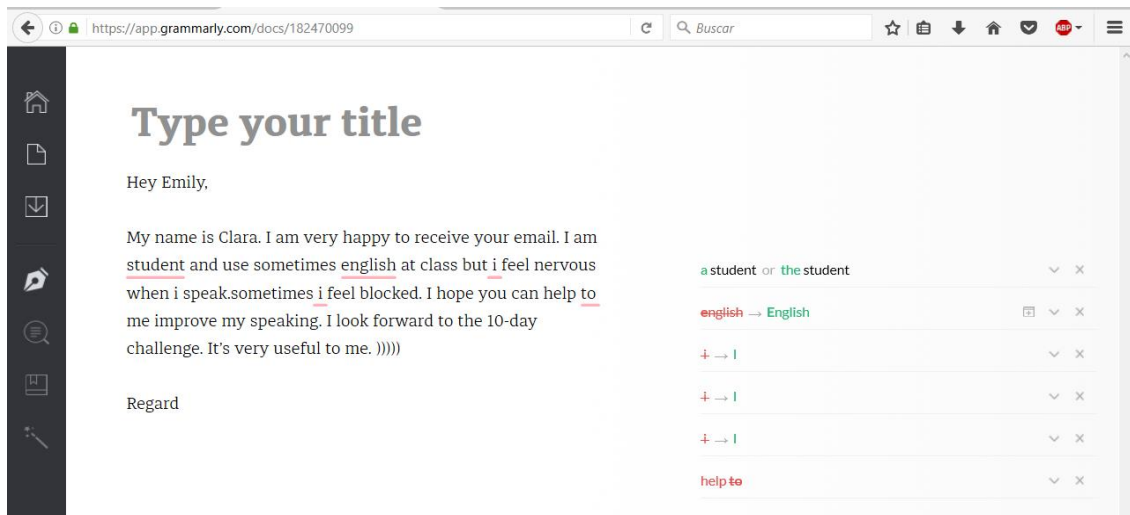 https://app.grammarly.com/docs/182470099
Buscar
ABP
Type your title
Hey Emily,
My name is Clara. I am very happy to receive your email. I am
student and use sometimes english at class but i feel nervous
when i speak.sometimes i feel blocked. I hope you can help to
me improve my speaking. I look forward to the 10-day
challenge. It's very useful to me. )))))
Regard
a student or the student
english → English
i → I
i → I
i → I
help to